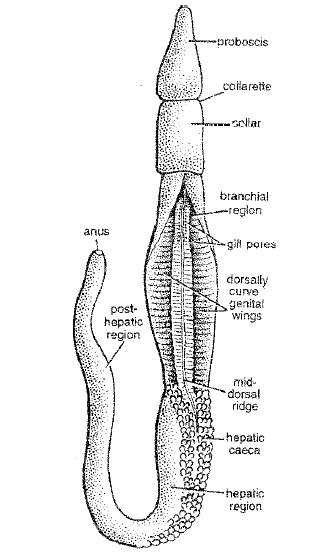 proboscis
collarette
collar
branchial
region
gill pores
anus
dorsally
curve
genital
wings
post-
hepatic
region
mid-
dorsal
ridge
hepatic
caeca
hepatic
region